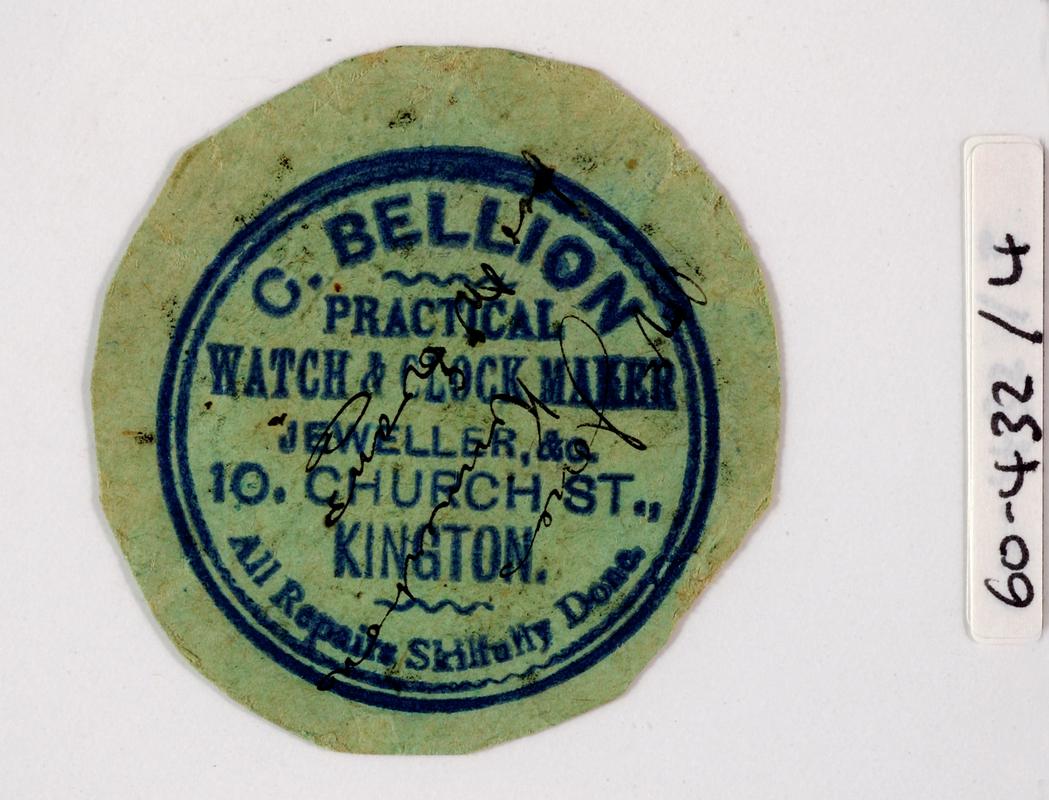 C. BELLION
PRACTICAL
WATCH & CLOCK MAKER
JEWELLER, &c.
10. CHURCH ST.,
KINGTON.
All Repairs Skilfully Done
60-432/4